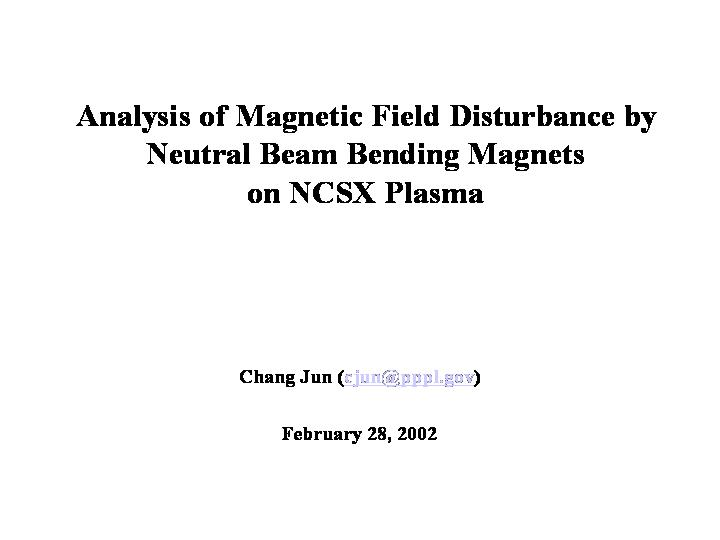 Analysis of Magnetic Field Disturbance by
Neutral Beam Bending Magnets
on NCSX Plasma
Chang Jun (cjun@pppl.gov)
February 28, 2002